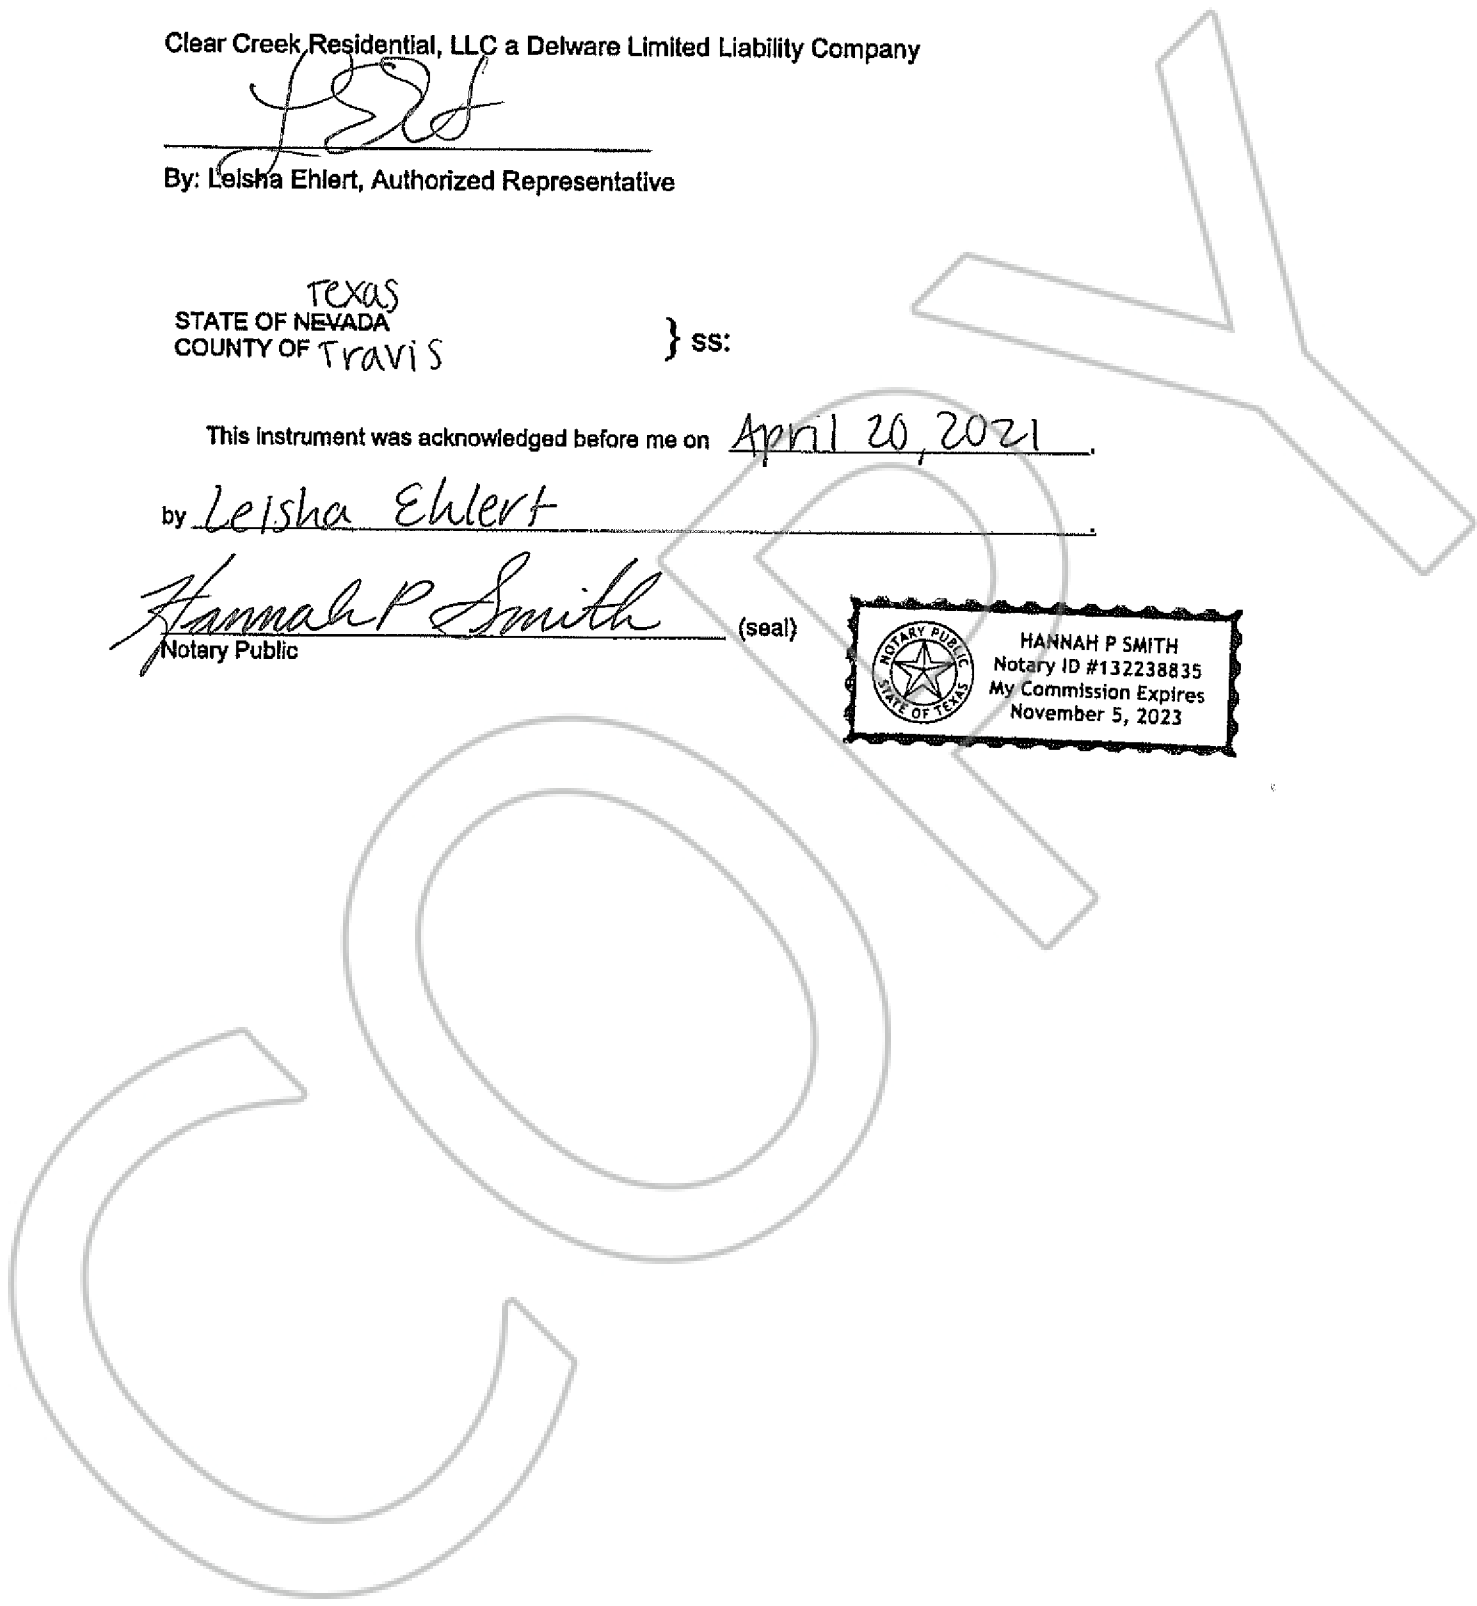 Clear Creek Residential, LLC a Delware Limited Liability Company
By: Leisha Ehlert, Authorized Representative
Texas
STATE OF NEVADA
COUNTY OF Travis } ss:
This instrument was acknowledged before me on April 20, 2021.
by Leisha Ehlert.
Hannah P Smith (seal)
Notary Public
NOTARY PUBLIC
STATE OF TEXAS
HANNAH P SMITH
Notary ID #132238835
My Commission Expires
November 5, 2023
COPY